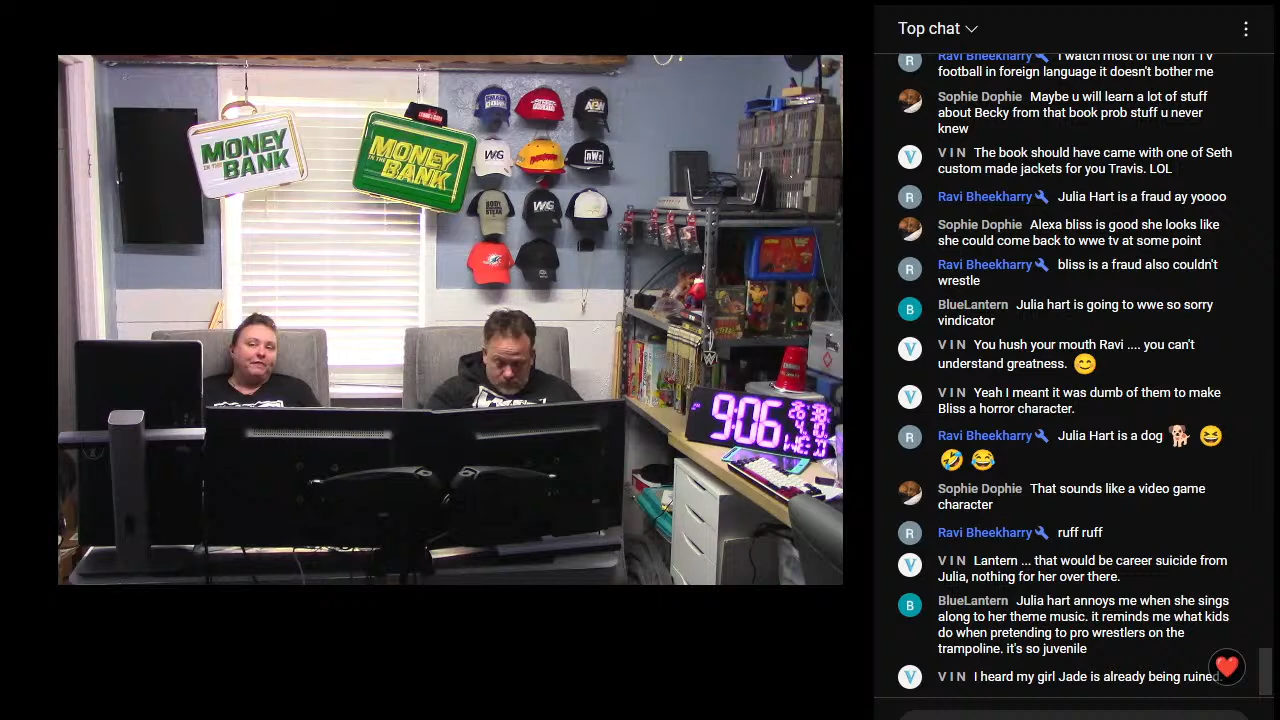 Top chat
Ravi Bheekharry I watch most of the non TV
football in foreign language it doesn't bother me
Sophie Dophie Maybe u will learn a lot of stuff
about Becky from that book prob stuff u never
knew
V I N The book should have came with one of Seth
custom made jackets for you Travis. LOL
Ravi Bheekharry Julia Hart is a fraud ay yoooo
Sophie Dophie Alexa bliss is good she looks like
she could come back to wwe tv at some point
Ravi Bheekharry bliss is a fraud also couldn't
wrestle
BlueLantern Julia hart is going to wwe so sorry
vindicator
V I N You hush your mouth Ravi .... you can't
understand greatness. 😊
V I N Yeah I meant it was dumb of them to make
Bliss a horror character.
Ravi Bheekharry Julia Hart is a dog 🐕 😆
🤣 😂
Sophie Dophie That sounds like a video game
character
Ravi Bheekharry ruff ruff
V I N Lantern ... that would be career suicide from
Julia, nothing for her over there.
BlueLantern Julia hart annoys me when she sings
along to her theme music. it reminds me what kids
do when pretending to pro wrestlers on the
trampoline. it's so juvenile
V I N I heard my girl Jade is already being ruined.
MONEY
IN THE BANK
MONEY
IN THE BANK
WG
nWo
WG
9:06